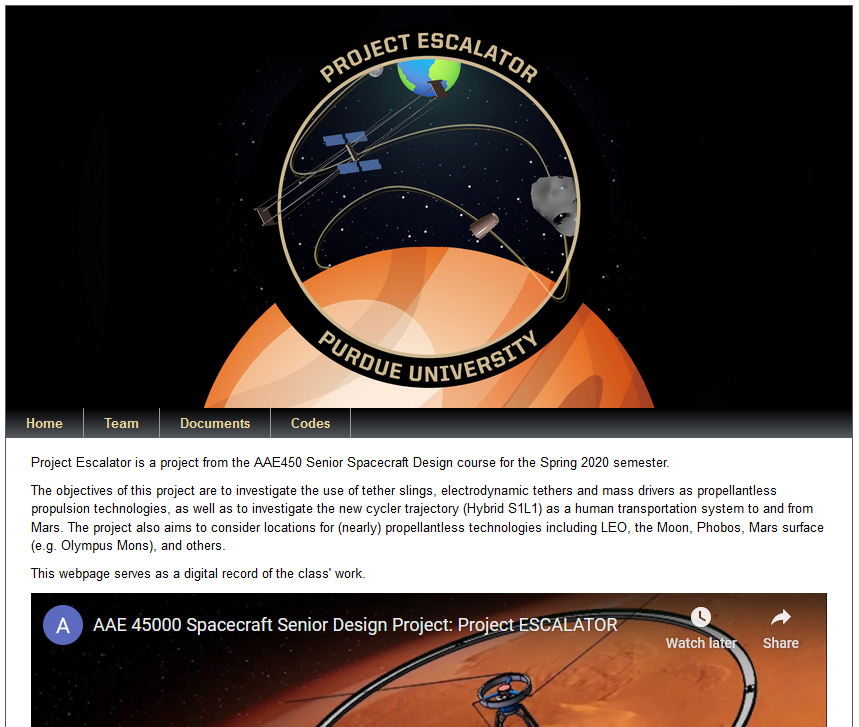 PROJECT ESCALATOR
PURDUE UNIVERSITY
Home Team Documents Codes
Project Escalator is a project from the AAE450 Senior Spacecraft Design course for the Spring 2020 semester.
The objectives of this project are to investigate the use of tether slings, electrodynamic tethers and mass drivers as propellantless
propulsion technologies, as well as to investigate the new cycler trajectory (Hybrid S1L1) as a human transportation system to and from
Mars. The project also aims to consider locations for (nearly) propellantless technologies including LEO, the Moon, Phobos, Mars surface
(e.g. Olympus Mons), and others.
This webpage serves as a digital record of the class' work.
A AAE 45000 Spacecraft Senior Design Project: Project ESCALATOR
Watch later Share